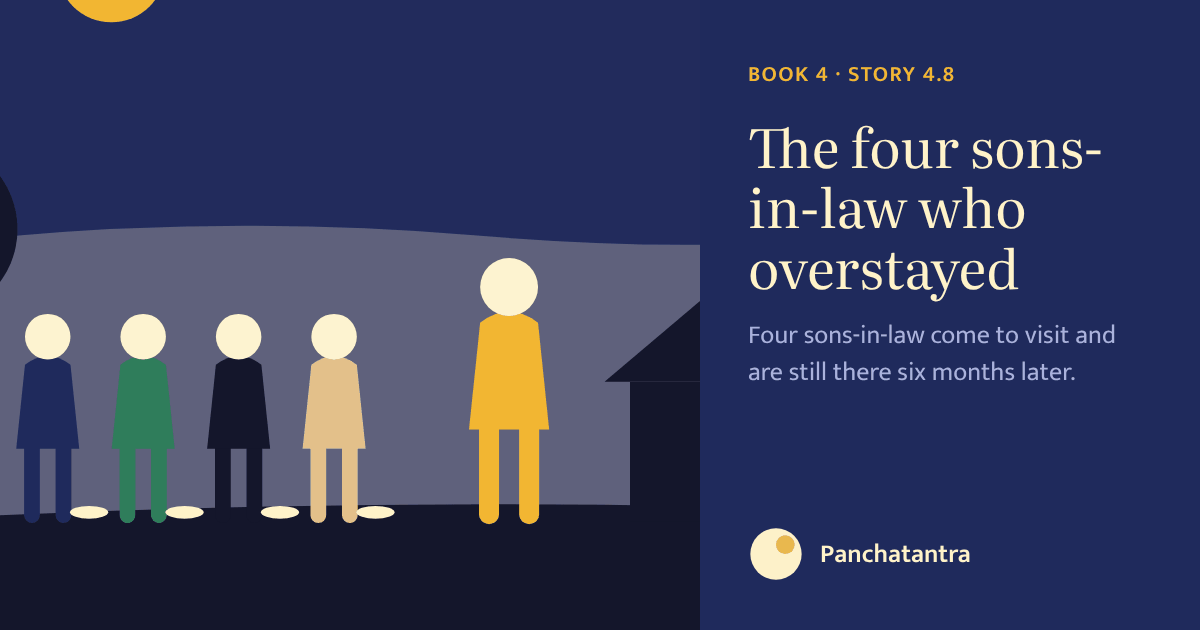 BOOK 4 · STORY 4.8
The four sons-
in-law who
overstayed
Four sons-in-law come to visit and
are still there six months later.
Panchatantra